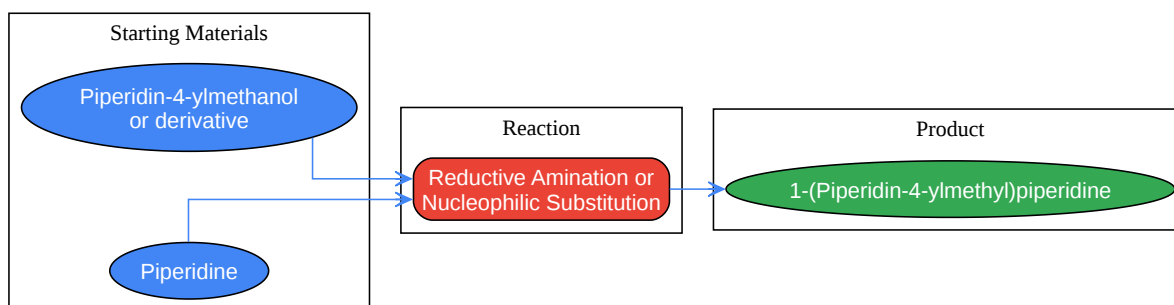 Starting Materials
Piperidin-4-ylmethanol
or derivative
Piperidine
Reaction
Reductive Amination or
Nucleophilic Substitution
Product
1-(Piperidin-4-ylmethyl)piperidine